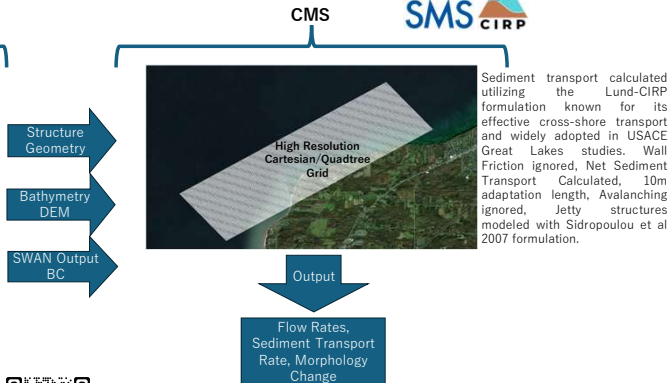 CMS
SMS
CIRP
Structure
Geometry
Bathymetry
DEM
SWAN Output
BC
High Resolution
Cartesian/Quadtree
Grid
Sediment transport calculated
utilizing the Lund-CIRP
formulation known for its
effective cross-shore transport
and widely adopted in USACE
Great Lakes studies. Wall
Friction ignored, Net Sediment
Transport Calculated, 10m
adaptation length, Avalanching
ignored, Jetty structures
modeled with Sidropoulou et al
2007 formulation.
Output
Flow Rates,
Sediment Transport
Rate, Morphology
Change